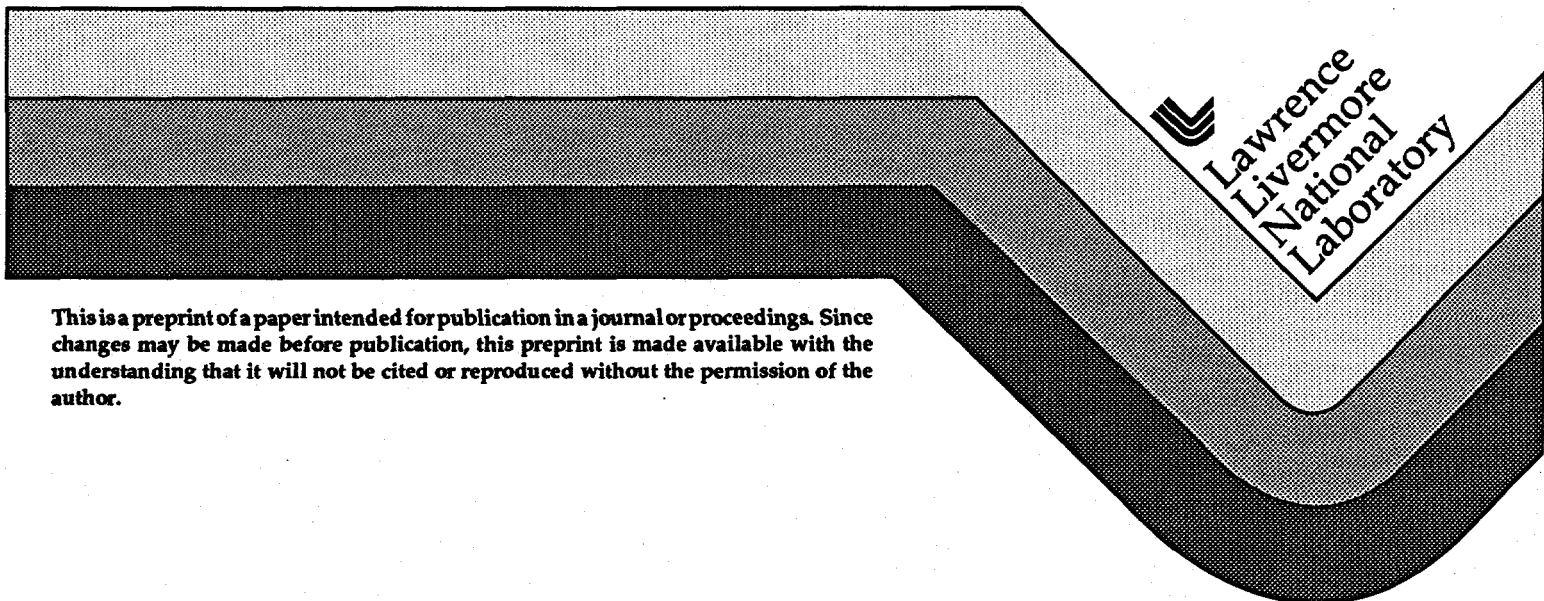 Lawrence
Livermore
National
Laboratory
This is a preprint of a paper intended for publication in a journal or proceedings. Since
changes may be made before publication, this preprint is made available with the
understanding that it will not be cited or reproduced without the permission of the
author.